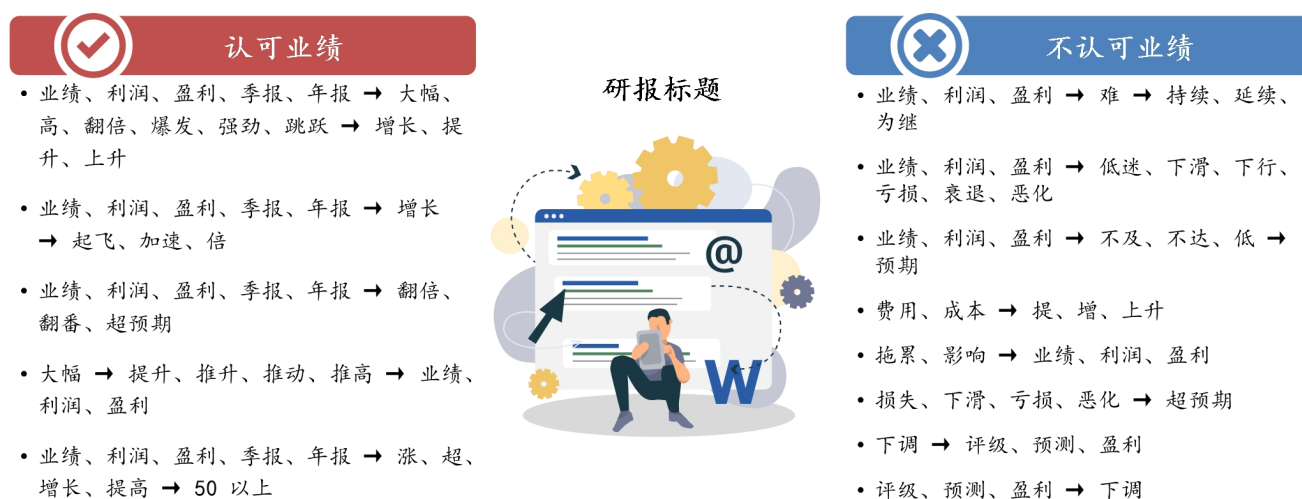 认可业绩
• 业绩、利润、盈利、季报、年报 → 大幅、
高、翻倍、爆发、强劲、跳跃 → 增长、提
升、上升
• 业绩、利润、盈利、季报、年报 → 增长
→ 起飞、加速、倍
• 业绩、利润、盈利、季报、年报 → 翻倍、
翻番、超预期
• 大幅 → 提升、推升、推动、推高 → 业绩、
利润、盈利
• 业绩、利润、盈利、季报、年报 → 涨、超、
增长、提高 → 50 以上
研报标题
@
W
不认可业绩
• 业绩、利润、盈利 → 难 → 持续、延续、
为继
• 业绩、利润、盈利 → 低迷、下滑、下行、
亏损、衰退、恶化
• 业绩、利润、盈利 → 不及、不达、低 →
预期
• 费用、成本 → 提、增、上升
• 拖累、影响 → 业绩、利润、盈利
• 损失、下滑、亏损、恶化 → 超预期
• 下调 → 评级、预测、盈利
• 评级、预测、盈利 → 下调